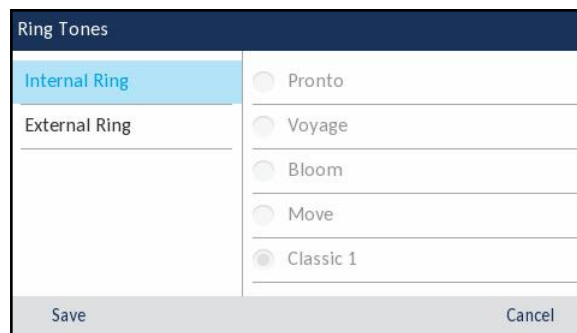 Ring Tones
Internal Ring
External Ring
Pronto
Voyage
Bloom
Move
Classic 1
Save
Cancel